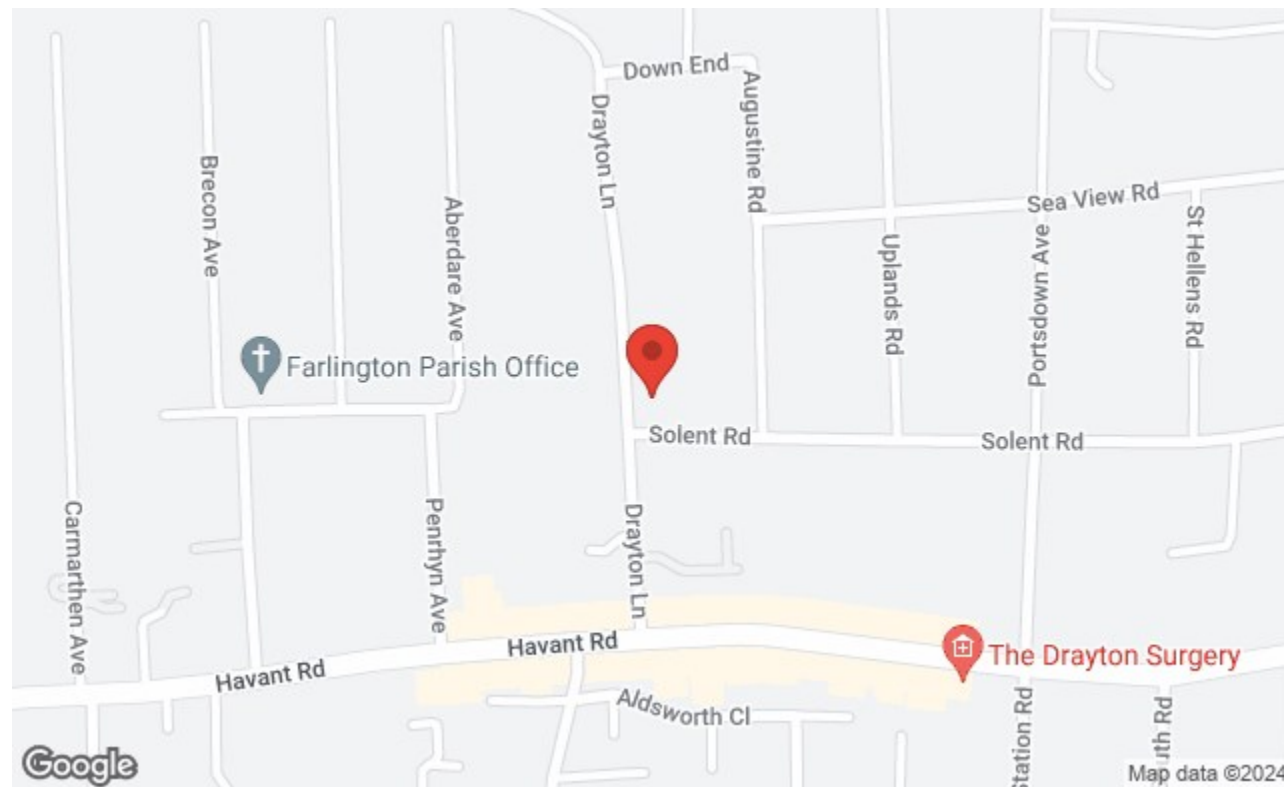 Down End
Drayton Ln
Augustine Rd
Brecon Ave
Aberdare Ave
Sea View Rd
Uplands Rd
Portsdown Ave
St Hellens Rd
Farlington Parish Office
Solent Rd
Solent Rd
Carmarthen Ave
Penrhyn Ave
Drayton Ln
Havant Rd
Havant Rd
The Drayton Surgery
Aldsworth Cl
Station Rd
uth Rd
Google
Map data ©2024